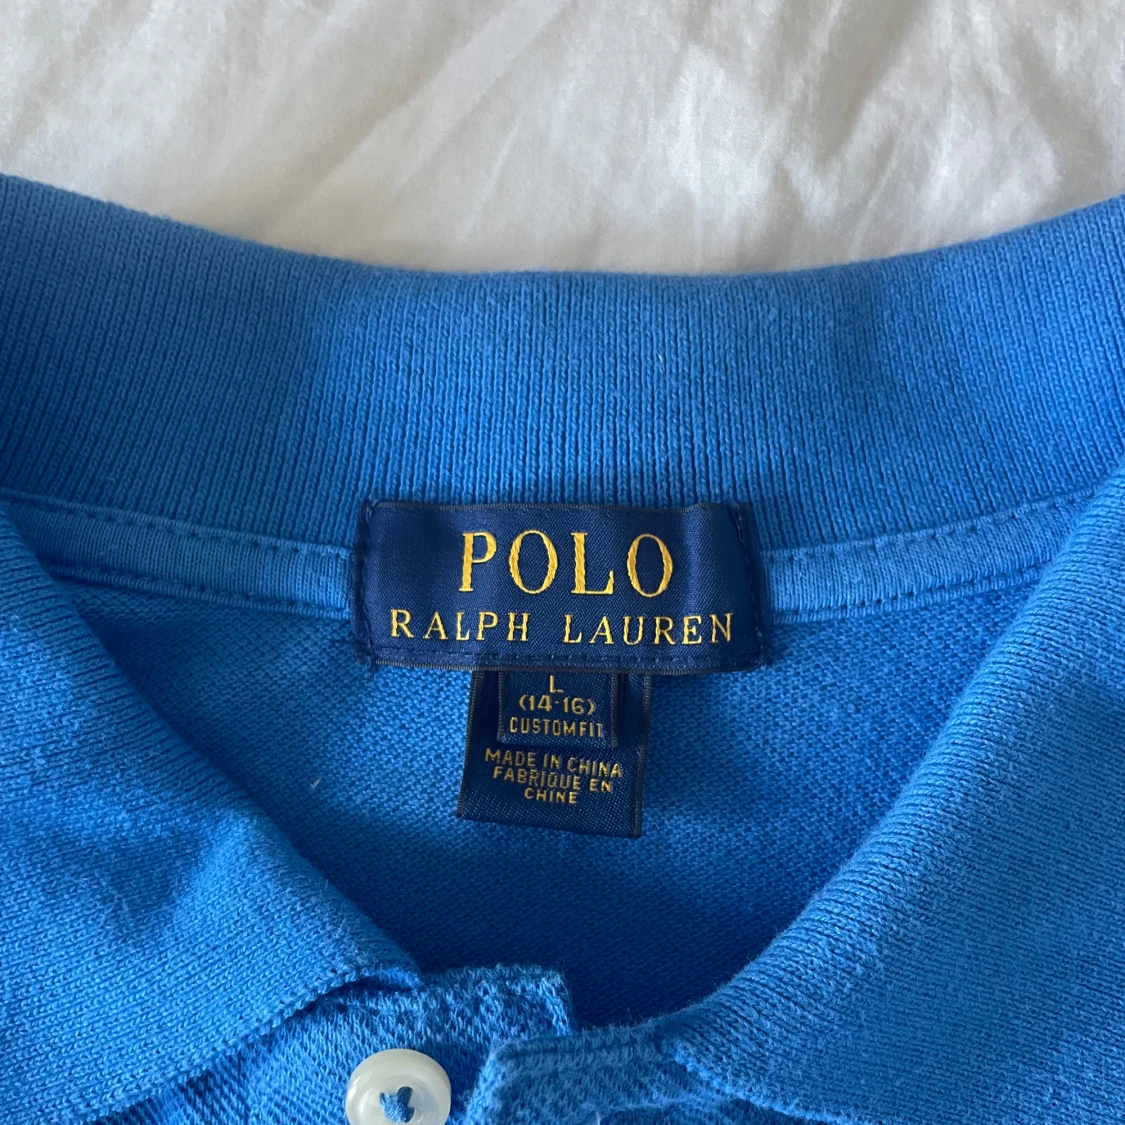 POLO
RALPH LAUREN
L
(14-16)
CUSTOM FIT
MADE IN CHINA
FABRIQUE EN
CHINE